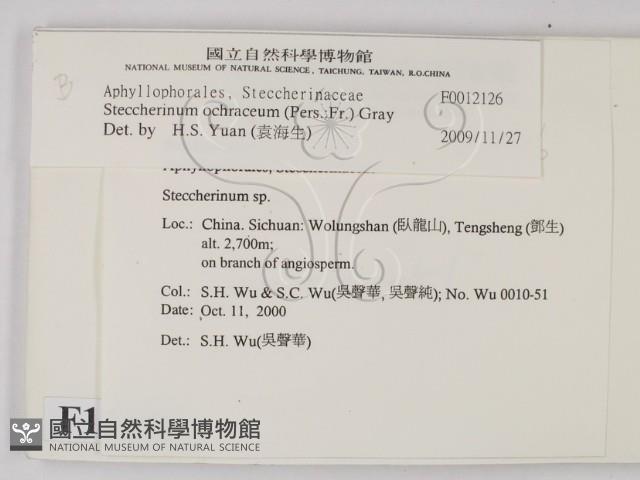 國立自然科學博物館
NATIONAL MUSEUM OF NATURAL SCIENCE, TAICHUNG, TAIWAN, R.O.CHINA
B
Aphyllophorales, Steccherinaceae F0012126
Steccherinum ochraceum (Pers.:Fr.) Gray
Det. by H.S. Yuan (袁海生) 2009/11/27
Steccherinum sp.
Loc.: China. Sichuan: Wolungshan (臥龍山), Tengsheng (鄧生)
alt. 2,700m;
on branch of angiosperm.
Col.: S.H. Wu & S.C. Wu(吳聲華, 吳聲純); No. Wu 0010-51
Date: Oct. 11, 2000
Det.: S.H. Wu(吳聲華)
F1
國立自然科學博物館
NATIONAL MUSEUM OF NATURAL SCIENCE